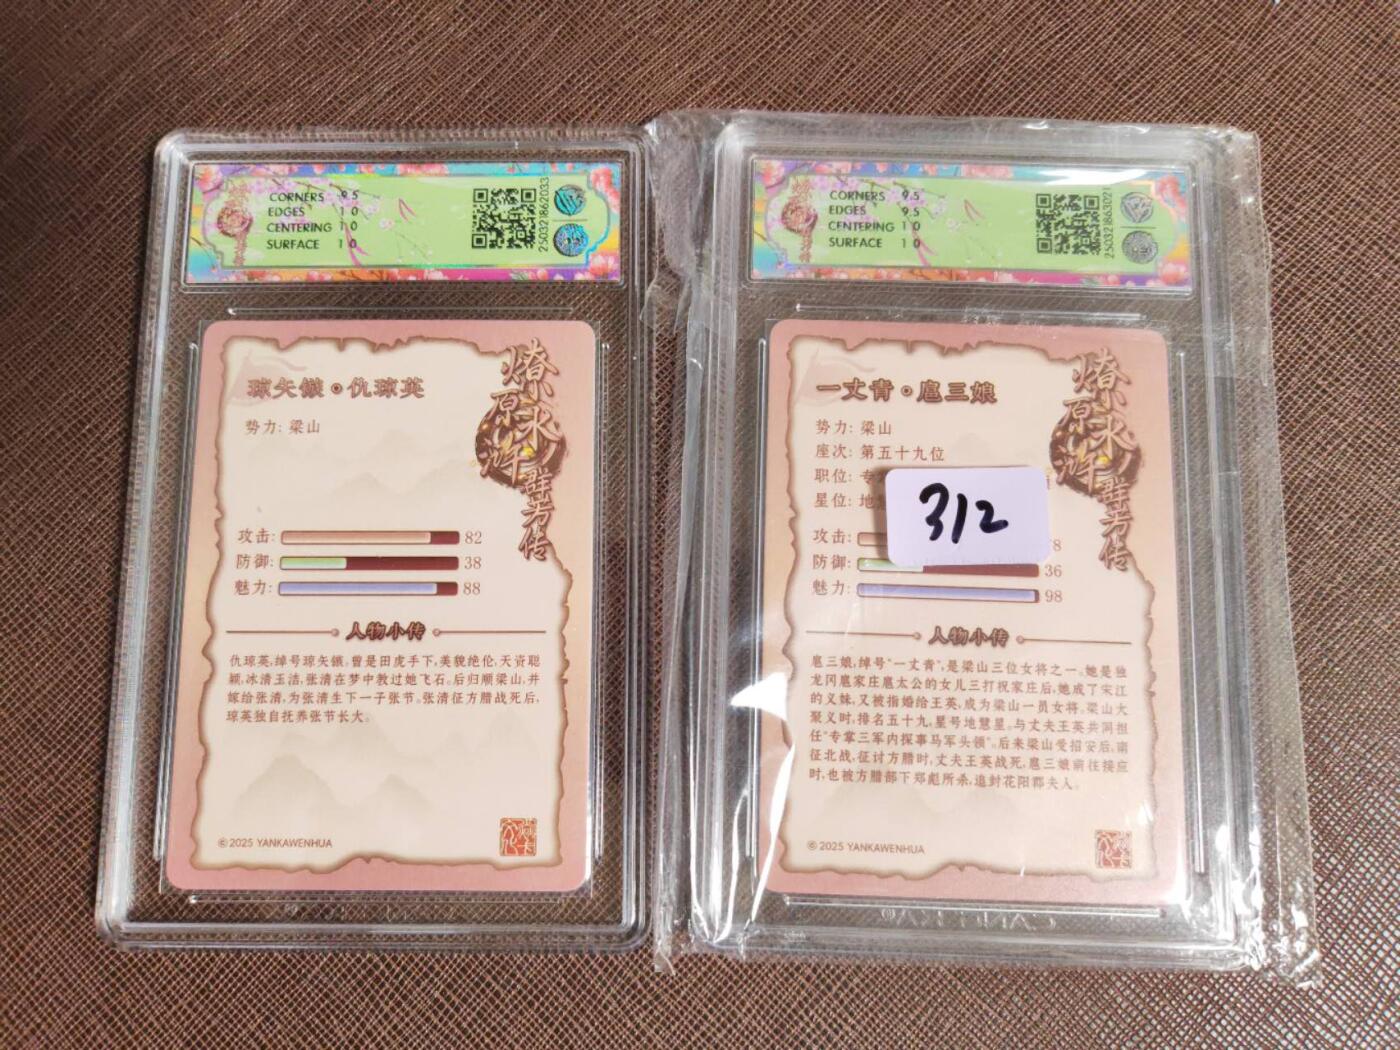 CORNERS 9.5
EDGES 10
CENTERING 10
SURFACE 10
250321862033
琼矢镞·仇琼英
燎原水浒群芳传
势力: 梁山
攻击: 82
防御: 38
魅力: 88
人物小传
仇琼英,绰号琼矢镞,曾是田虎手下,美貌绝伦,天资聪
颖,冰清玉洁,张清在梦中教过她飞石。后归顺梁山,并
嫁给张清,为张清生下一子张节。张清征方腊战死后,
琼英独自抚养张节长大。
© 2025 YANKAWENHUA
CORNERS 9.5
EDGES 9.5
CENTERING 10
SURFACE 10
250321863021
一丈青·扈三娘
燎原水浒群芳传
势力: 梁山
座次: 第五十九位
职位: 专
星位: 地
312
攻击: 8
防御: 36
魅力: 98
人物小传
扈三娘,绰号“一丈青”,是梁山三位女将之一。她是独
龙冈扈家庄扈太公的女儿三打祝家庄后,她成了宋江
的义妹,又被指婚给王英,成为梁山一员女将。梁山大
聚义时,排名五十九,星号地慧星。与丈夫王英共同担
任“专掌三军内探事马军头领”。后来梁山受招安后,南
征北战,征讨方腊时,丈夫王英战死,扈三娘前往接应
时,也被方腊部下郑彪所杀,追封花阳郡夫人。
© 2025 YANKAWENHUA